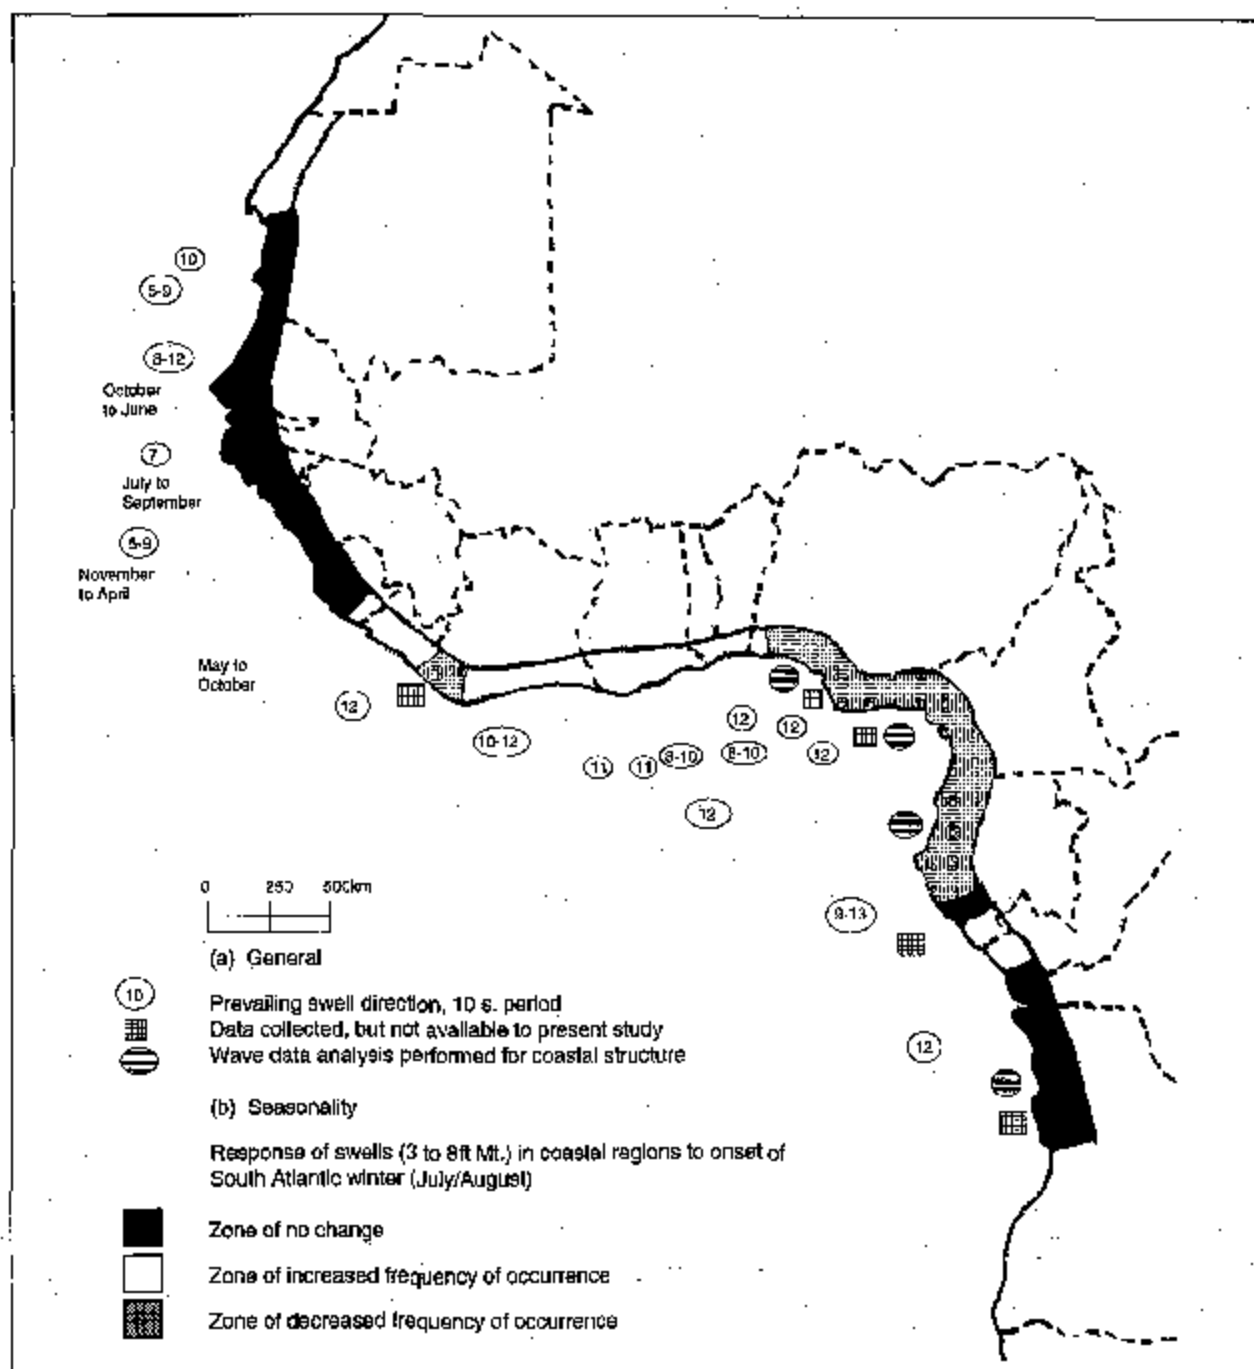 10
5-9
8-12
October
to June
7
July to
September
5-9
November
to April
May to
October
12
10-12
11
11
8-10
12
8-10
12
12
12
9-13
12
0 250 500km
(a) General
10 Prevailing swell direction, 10 s. period
Data collected, but not available to present study
Wave data analysis performed for coastal structure
(b) Seasonality
Response of swells (3 to 8ft Mt.) in coastal regions to onset of
South Atlantic winter (July/August)
Zone of no change
Zone of increased frequency of occurrence
Zone of decreased frequency of occurrence